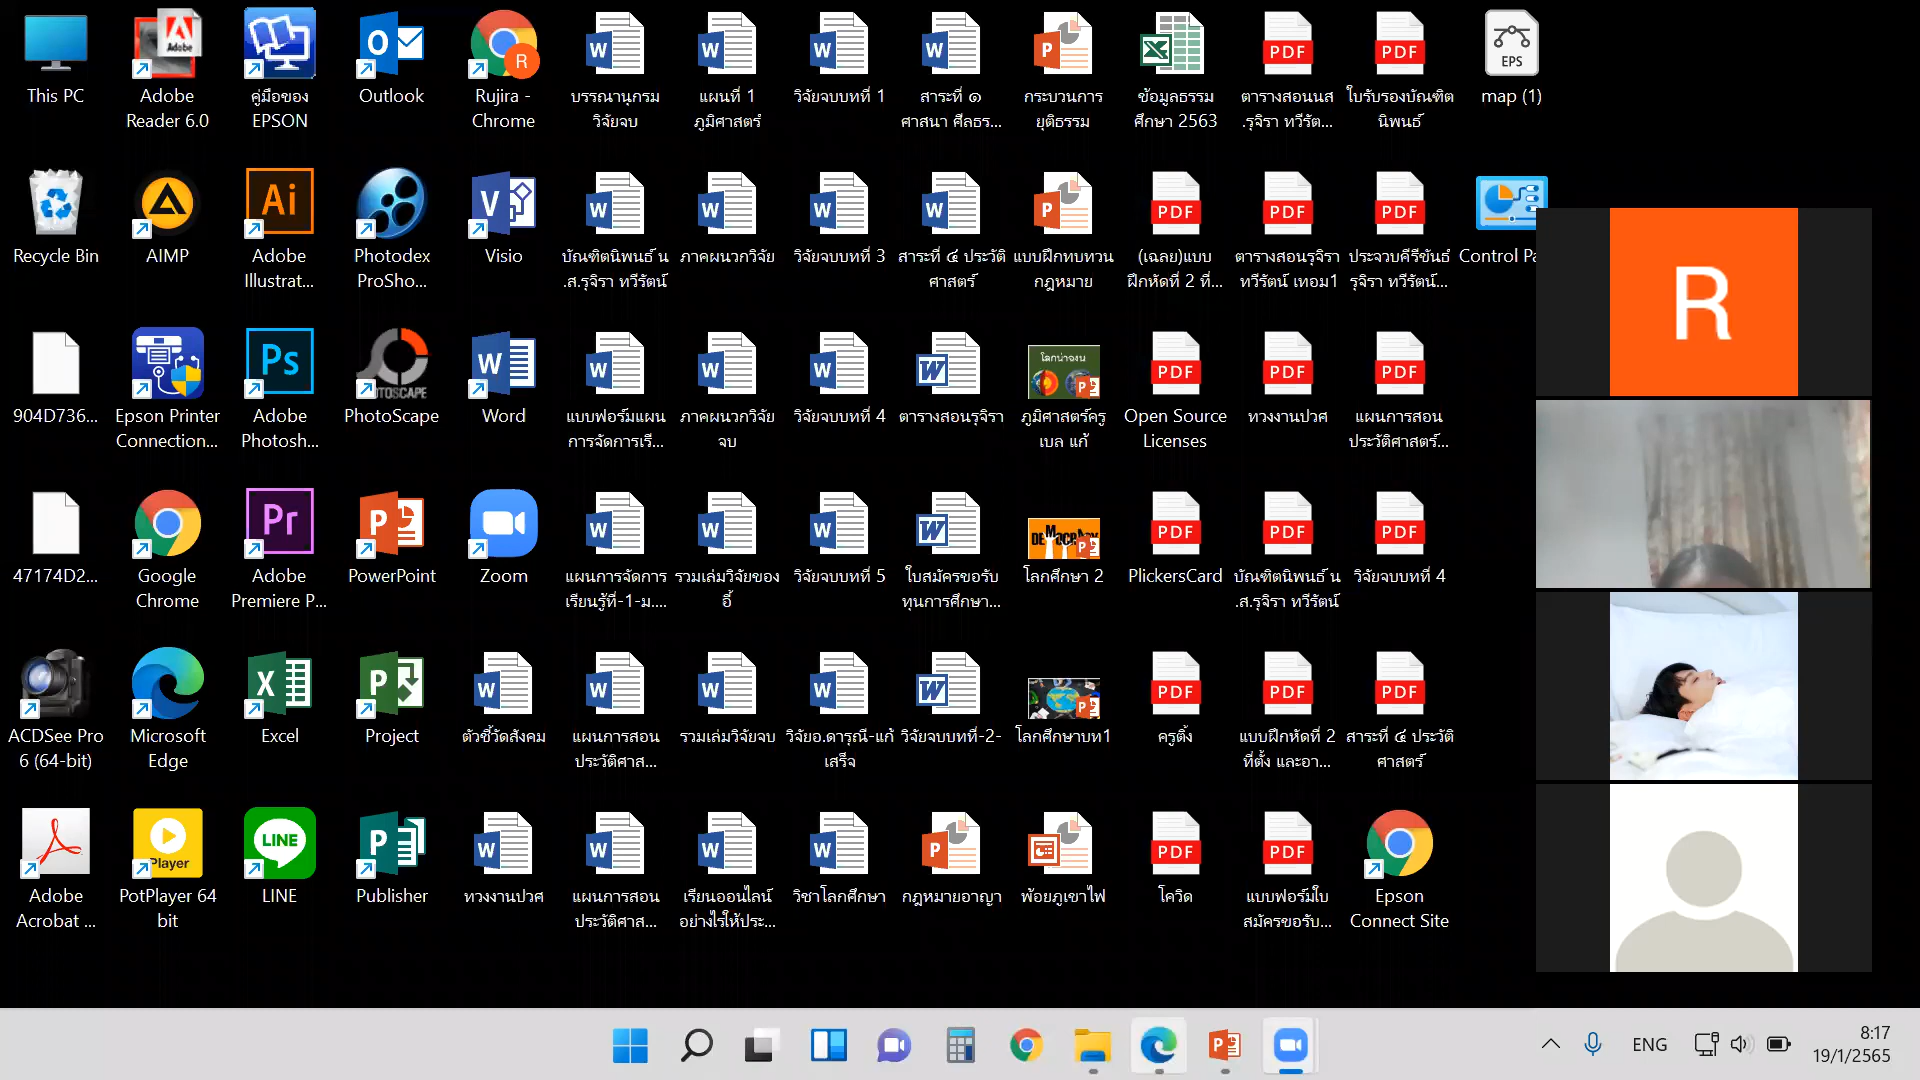 This PC
Adobe
Reader 6.0
คู่มือของ
EPSON
Outlook
Rujira -
Chrome
บรรณานุกรม
วิจัยจบ
แผนที่ 1
ภูมิศาสตร์
วิจัยจบบทที่ 1
สาระที่ ๑
ศาสนา ศีลธร...
กระบวนการ
ยุติธรรม
ข้อมูลธรรม
ศึกษา 2563
ตารางสอนนส
.รุจิรา ทวีรัต...
ใบรับรองบัณฑิต
นิพนธ์
EPS
map (1)
Recycle Bin
AIMP
Adobe
Illustrat...
Photodex
ProSho...
Visio
บัณฑิตนิพนธ์ น
.ส.รุจิรา ทวีรัตน์
ภาคผนวกวิจัย
วิจัยจบบทที่ 3
สาระที่ ๔ ประวัติ
ศาสตร์
แบบฝึกทบทวน
กฎหมาย
(เฉลย)แบบ
ฝึกหัดที่ 2 ที่...
ตารางสอนรุจิรา
ทวีรัตน์ เทอม1
ประจวบคีรีขันธ์
รุจิรา ทวีรัตน์...
Control Pa
R
904D736...
Epson Printer
Connection...
Adobe
Photosh...
PhotoScape
Word
แบบฟอร์มแผน
การจัดการเรี...
ภาคผนวกวิจัย
จบ
วิจัยจบบทที่ 4
ตารางสอนรุจิรา
ภูมิศาสตร์ครู
เบล แก้
Open Source
Licenses
ทวงงานปวศ
แผนการสอน
ประวัติศาสตร์...
47174D2...
Google
Chrome
Adobe
Premiere P...
PowerPoint
Zoom
แผนการจัดการ
เรียนรู้ที่-1-ม....
รวมเล่มวิจัยของ
อี้
วิจัยจบบทที่ 5
ใบสมัครขอรับ
ทุนการศึกษา...
โลกศึกษา 2
PlickersCard
บัณฑิตนิพนธ์ น
.ส.รุจิรา ทวีรัตน์
วิจัยจบบทที่ 4
ACDSee Pro
6 (64-bit)
Microsoft
Edge
Excel
Project
ตัวชี้วัดสังคม
แผนการสอน
ประวัติศาส...
รวมเล่มวิจัยจบ
วิจัยอ.ดารุณี-แก้
เสร็จ
วิจัยจบบทที่-2-
โลกศึกษาบท1
ครูติ้ง
แบบฝึกหัดที่ 2
ที่ตั้ง และอา...
สาระที่ ๔ ประวัติ
ศาสตร์
Adobe
Acrobat ...
PotPlayer 64
bit
LINE
Publisher
ทวงงานปวศ
แผนการสอน
ประวัติศาส...
เรียนออนไลน์
อย่างไรให้ประ...
วิชาโลกศึกษา
กฎหมายอาญา
พ้อยภูเขาไฟ
โควิด
แบบฟอร์มใบ
สมัครขอรับ...
Epson
Connect Site
ENG
8:17
19/1/2565